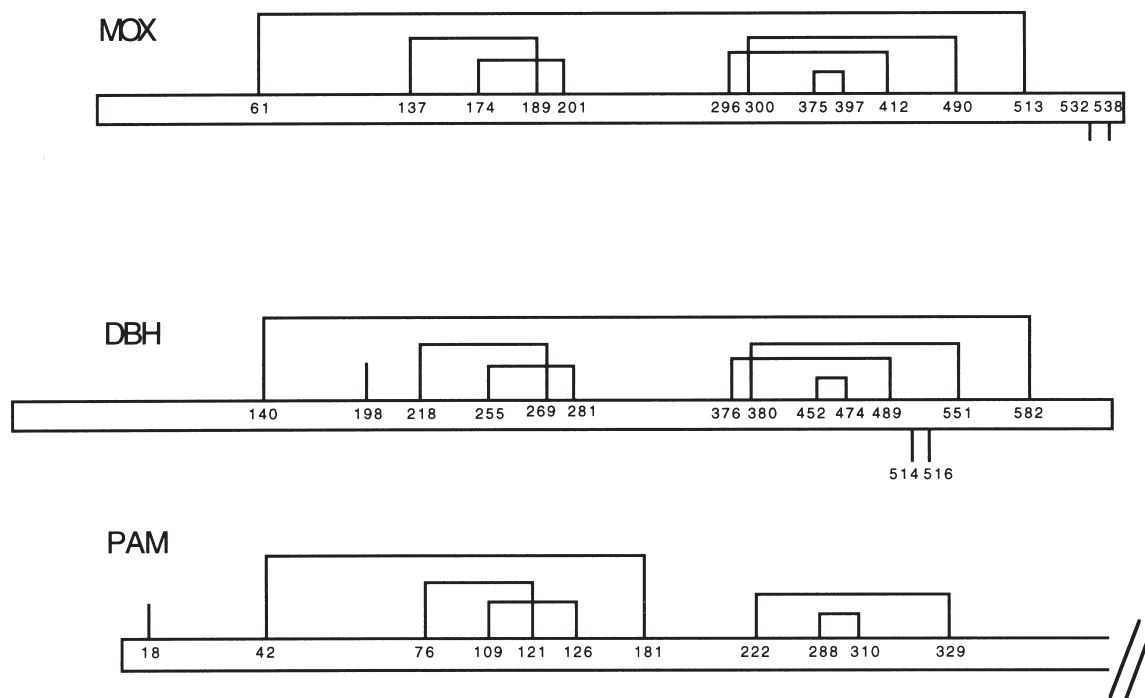 MOX
61 137 174 189 201 296 300 375 397 412 490 513 532 538
DBH
140 198 218 255 269 281 376 380 452 474 489 551 582
514 516
PAM
18 42 76 109 121 126 181 222 288 310 329